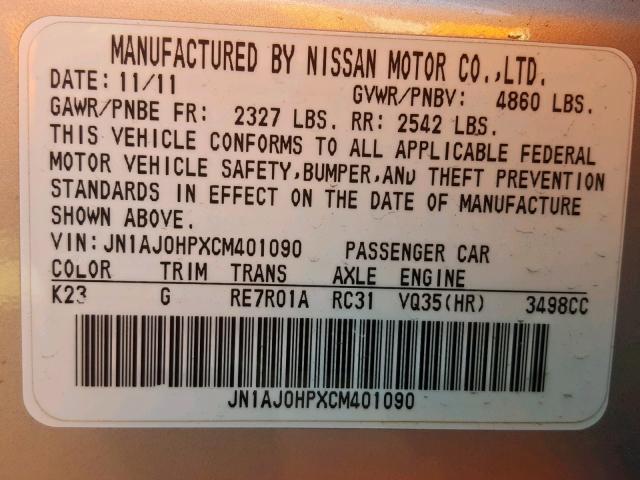 MANUFACTURED BY NISSAN MOTOR CO.,LTD.
DATE: 11/11 GVWR/PNBV: 4860 LBS.
GAWR/PNBE FR: 2327 LBS. RR: 2542 LBS.
THIS VEHICLE CONFORMS TO ALL APPLICABLE FEDERAL
MOTOR VEHICLE SAFETY,BUMPER,AND THEFT PREVENTION
STANDARDS IN EFFECT ON THE DATE OF MANUFACTURE
SHOWN ABOVE.
VIN:JN1AJ0HPXCM401090 PASSENGER CAR
COLOR TRIM TRANS AXLE ENGINE
K23 G RE7R01A RC31 VQ35(HR) 3498CC
JN1AJ0HPXCM401090